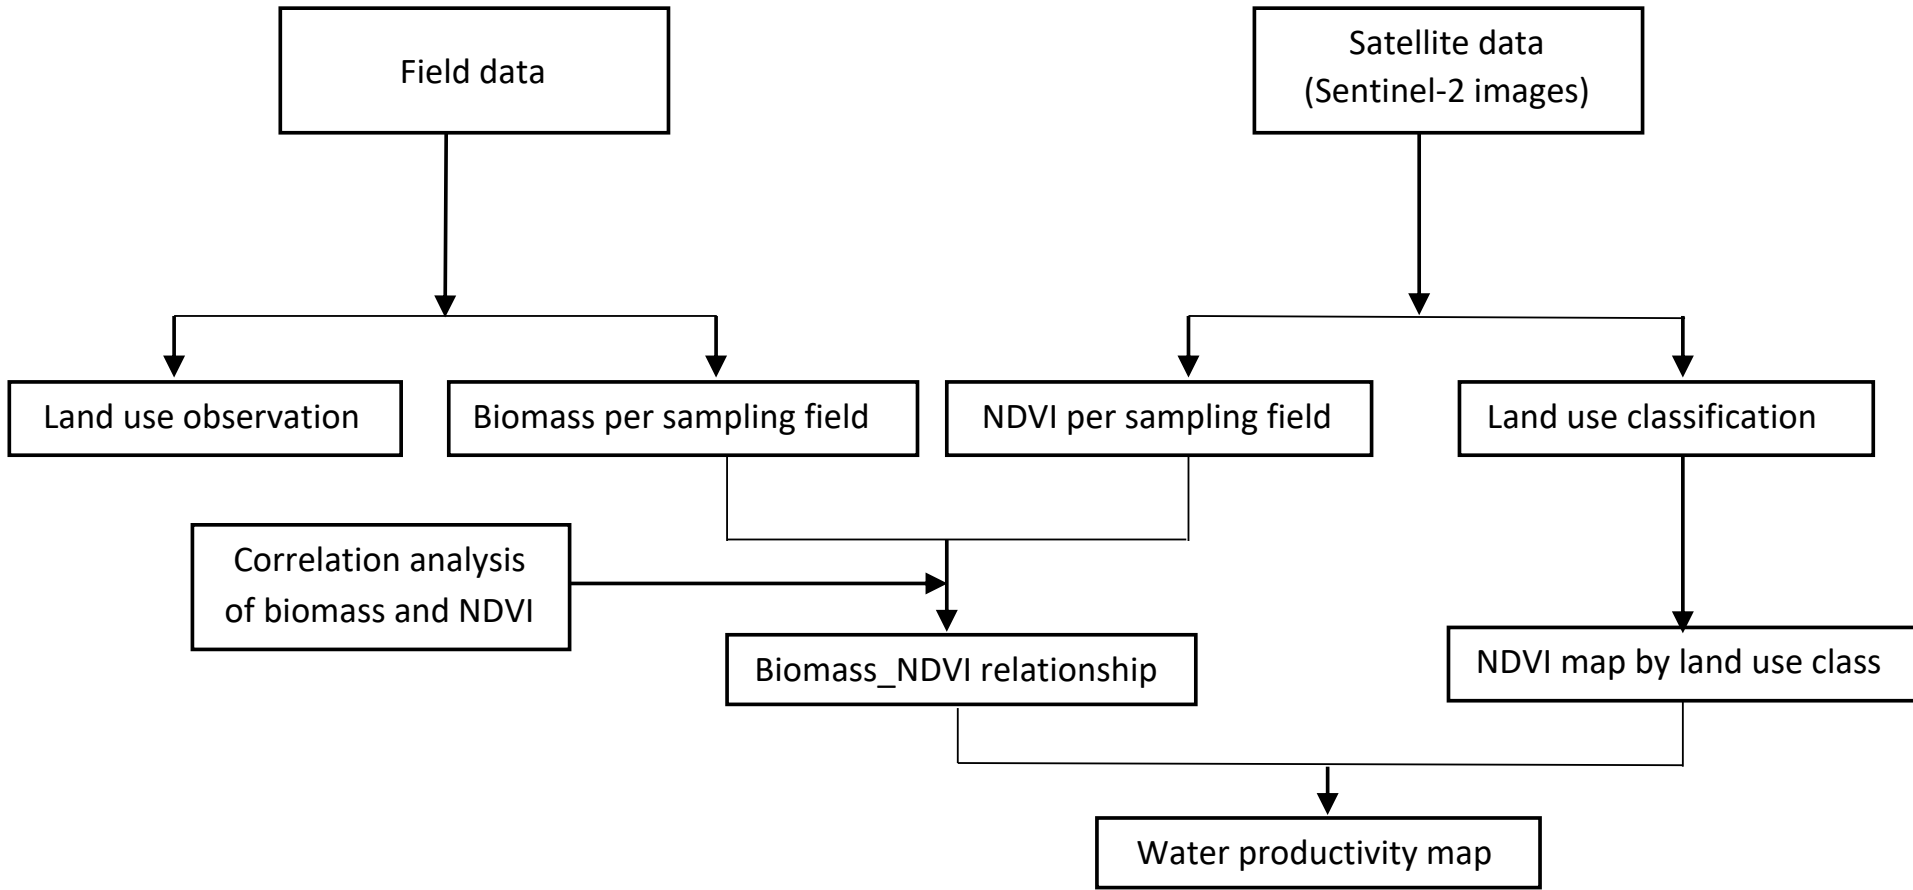 Field data
Satellite data
(Sentinel-2 images)
Land use observation
Biomass per sampling field
NDVI per sampling field
Land use classification
Correlation analysis
of biomass and NDVI
Biomass_NDVI relationship
NDVI map by land use class
Water productivity map